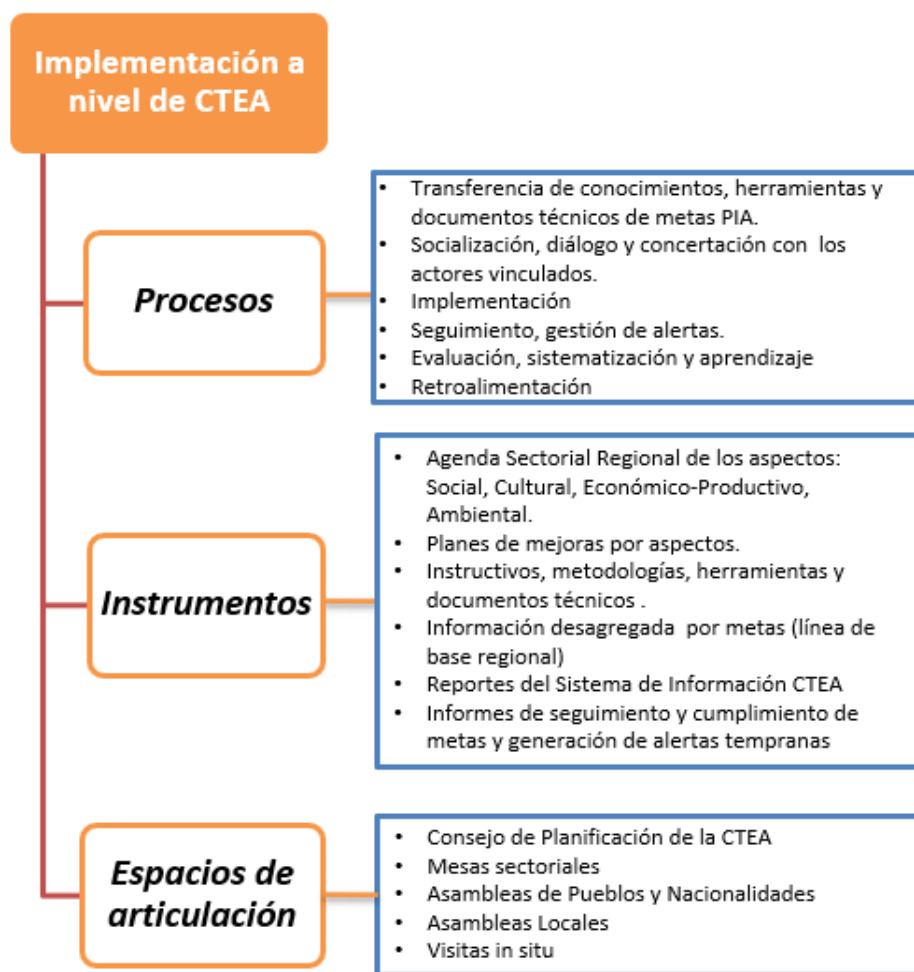 Implementación a
nivel de CTEA
Procesos
• Transferencia de conocimientos, herramientas y
documentos técnicos de metas PIA.
• Socialización, diálogo y concertación con los
actores vinculados.
• Implementación
• Seguimiento, gestión de alertas.
• Evaluación, sistematización y aprendizaje
• Retroalimentación
Instrumentos
• Agenda Sectorial Regional de los aspectos:
Social, Cultural, Económico-Productivo,
Ambiental.
• Planes de mejoras por aspectos.
• Instructivos, metodologías, herramientas y
documentos técnicos .
• Información desagregada por metas (línea de
base regional)
• Reportes del Sistema de Información CTEA
• Informes de seguimiento y cumplimiento de
metas y generación de alertas tempranas
Espacios de
articulación
• Consejo de Planificación de la CTEA
• Mesas sectoriales
• Asambleas de Pueblos y Nacionalidades
• Asambleas Locales
• Visitas in situ